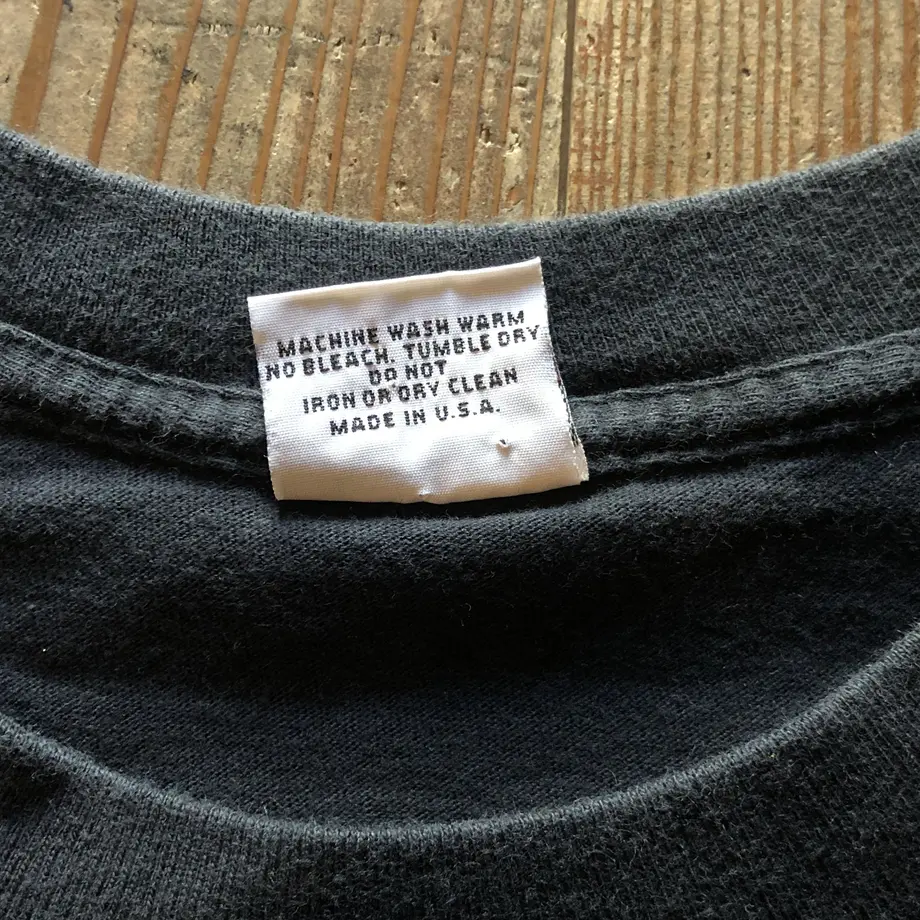 MACHINE WASH WARM
NO BLEACH. TUMBLE DRY
DO NOT
IRON OR DRY CLEAN
MADE IN U.S.A.